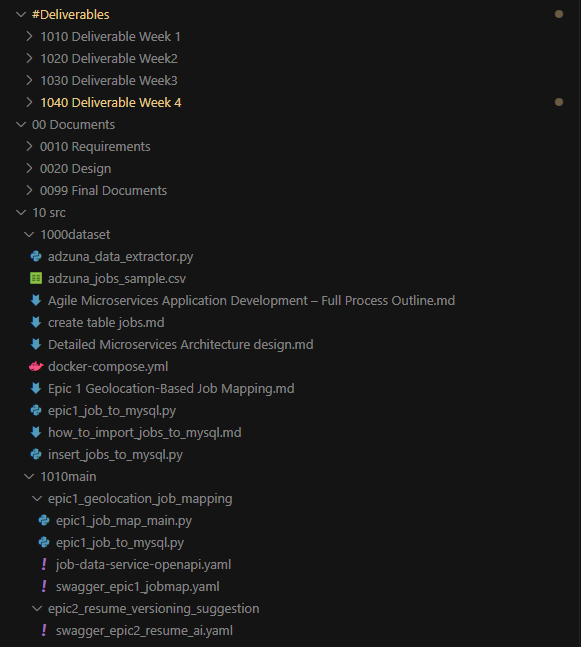 #Deliverables
1010 Deliverable Week 1
1020 Deliverable Week2
1030 Deliverable Week3
1040 Deliverable Week 4
00 Documents
0010 Requirements
0020 Design
0099 Final Documents
10 src
1000dataset
adzuna_data_extractor.py
adzuna_jobs_sample.csv
Agile Microservices Application Development – Full Process Outline.md
create table jobs.md
Detailed Microservices Architecture design.md
docker-compose.yml
Epic 1 Geolocation-Based Job Mapping.md
epic1_job_to_mysql.py
how_to_import_jobs_to_mysql.md
insert_jobs_to_mysql.py
1010main
epic1_geolocation_job_mapping
epic1_job_map_main.py
epic1_job_to_mysql.py
job-data-service-openapi.yaml
swagger_epic1_jobmap.yaml
epic2_resume_versioning_suggestion
swagger_epic2_resume_ai.yaml